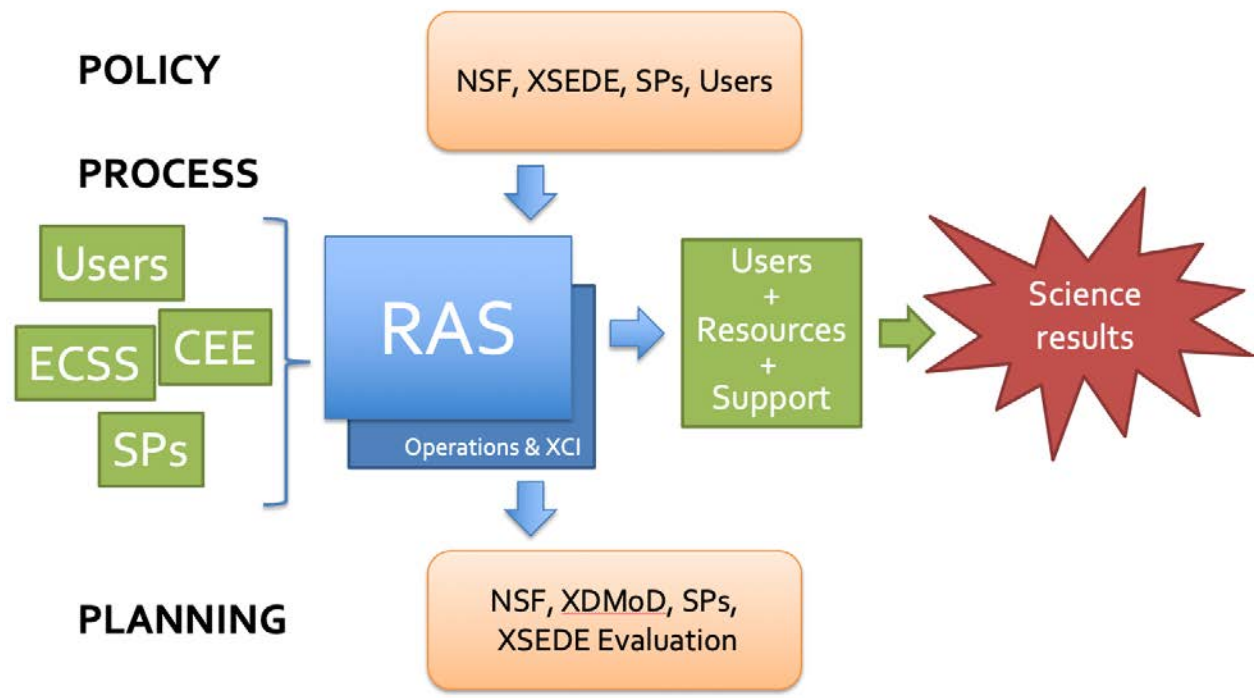 POLICY
NSF, XSEDE, SPs, Users
PROCESS
Users
ECSS
CEE
SPs
RAS
Operations & XCI
Users
+
Resources
+
Support
Science
results
PLANNING
NSF, XDMoD, SPs,
XSEDE Evaluation